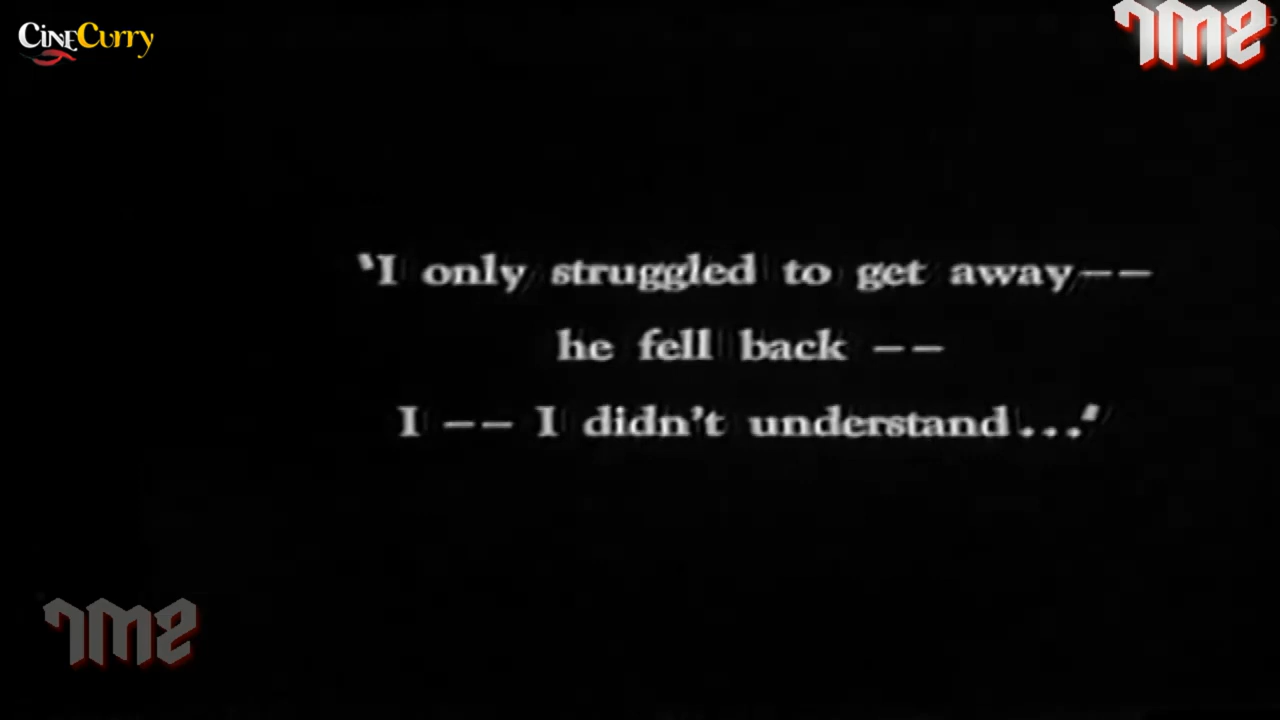 CINECURRY
'I only struggled to get away--
he fell back --
I -- I didn't understand...'